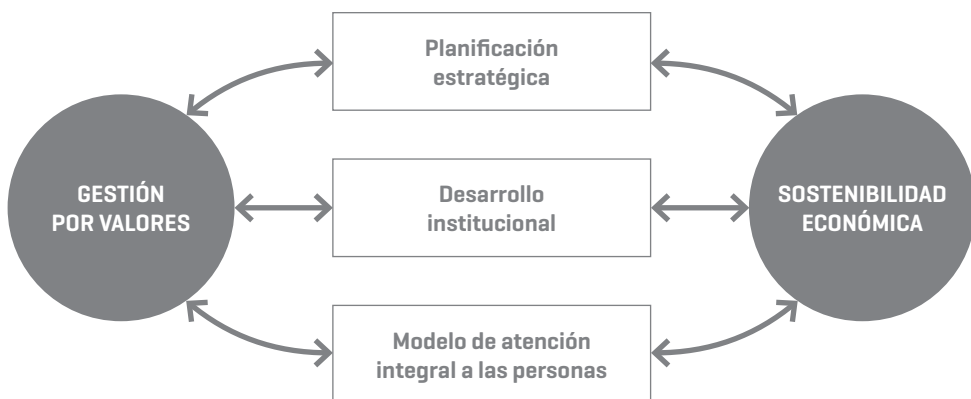 Planificación
estratégica
GESTIÓN
POR VALORES
Desarrollo
institucional
SOSTENIBILIDAD
ECONÓMICA
Modelo de atención
integral a las personas